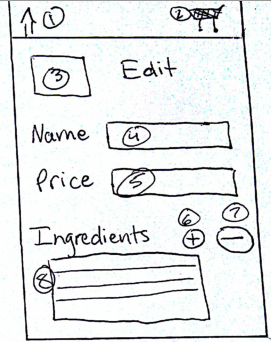 1 2
3 Edit
Name 4
Price 5
6 7
Ingredients + -
8